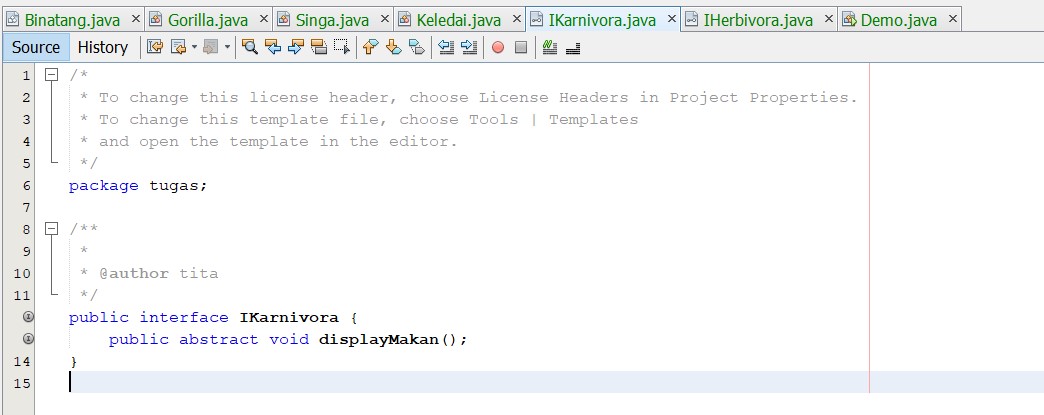 Binatang.java Gorilla.java Singa.java Keledai.java IKarnivora.java IHerbivora.java Demo.java
Source History
1 /*
2 * To change this license header, choose License Headers in Project Properties.
3 * To change this template file, choose Tools | Templates
4 * and open the template in the editor.
5 */
6 package tugas;
7
8 /**
9 *
10 * @author tita
11 */
public interface IKarnivora {
public abstract void displayMakan();
14 }
15